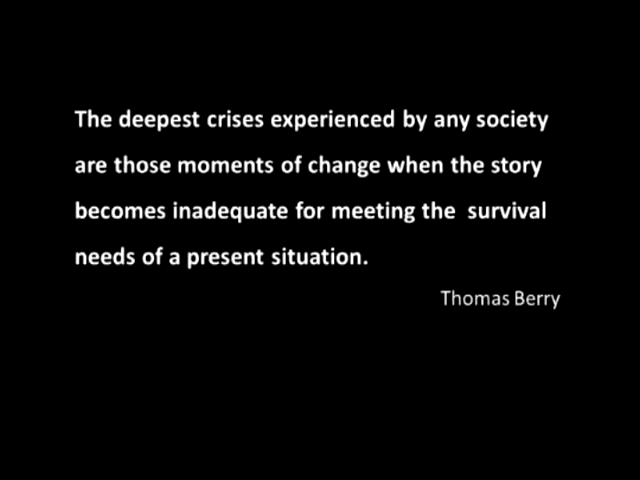 The deepest crises experienced by any society
are those moments of change when the story
becomes inadequate for meeting the  survival
needs of a present situation.
Thomas Berry